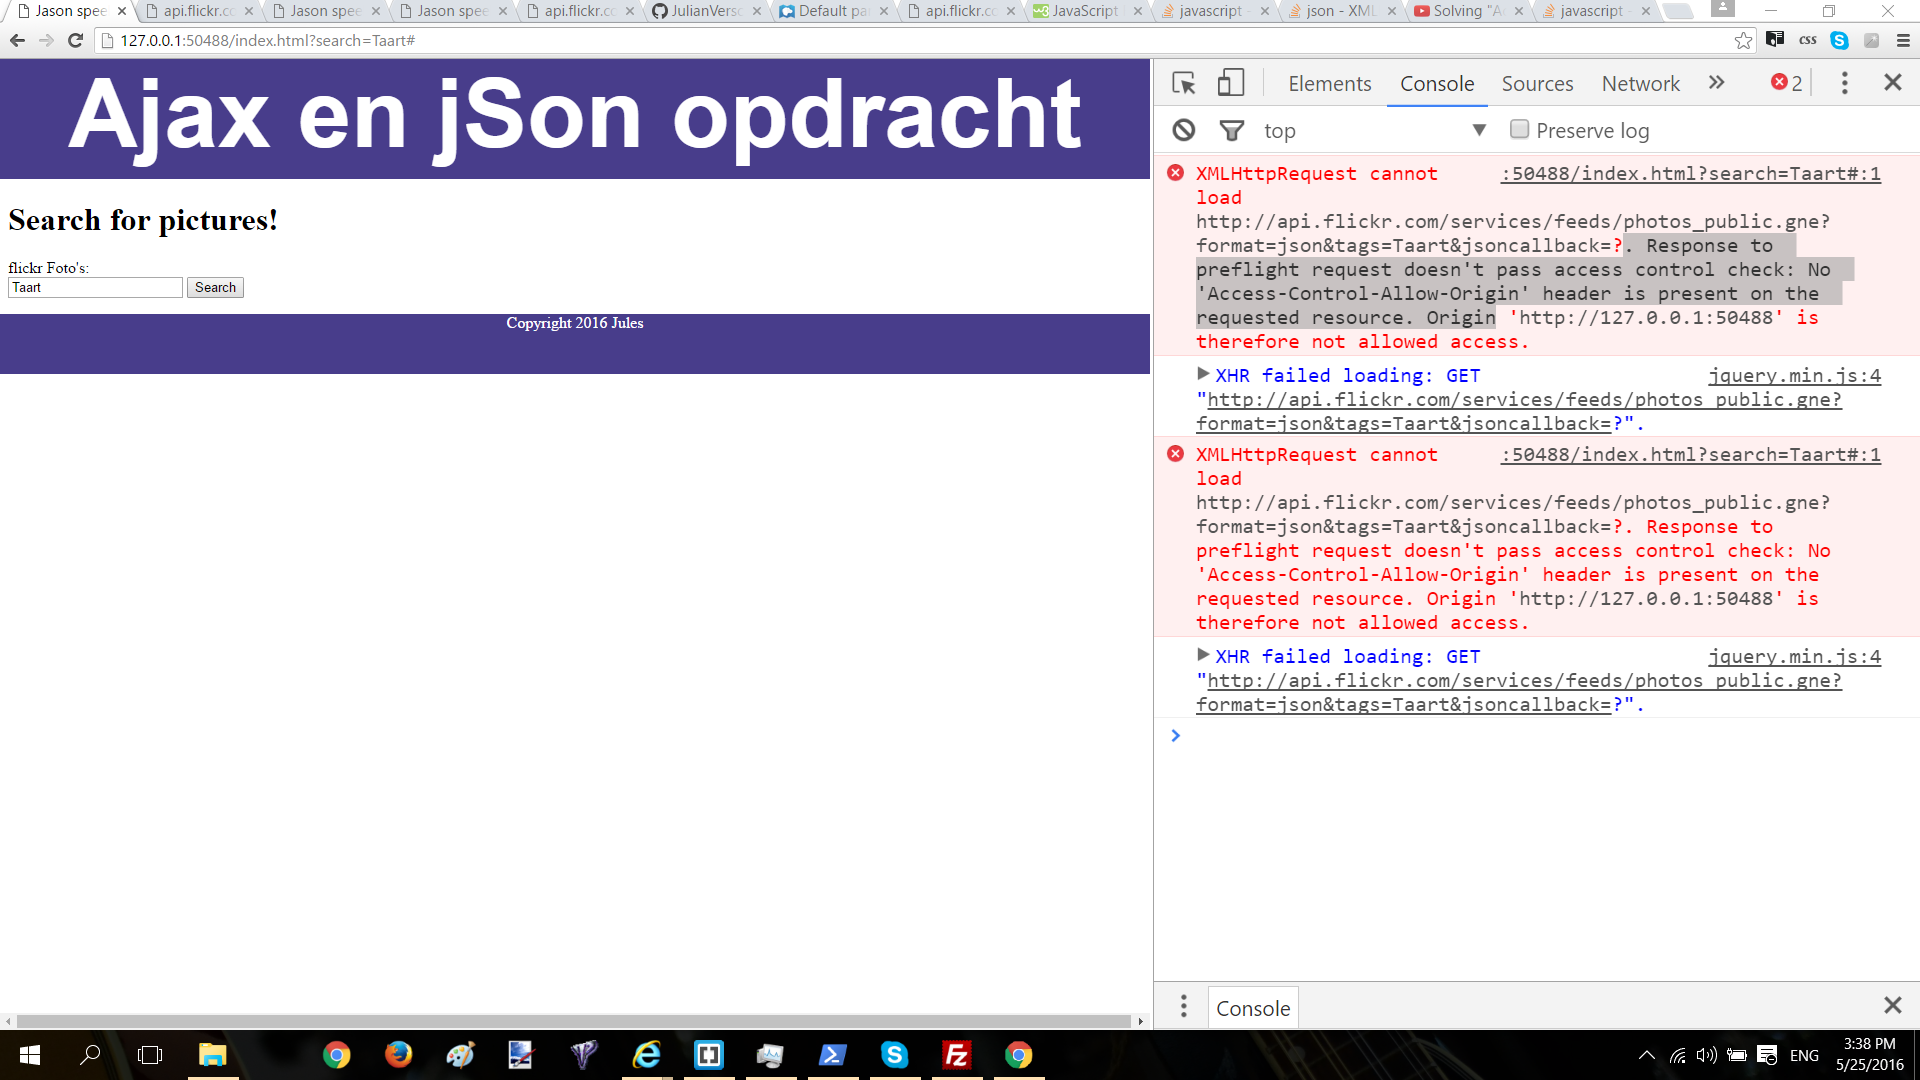 Jason spee
api.flickr.co
Jason spee
Jason spee
api.flickr.co
JulianVersc
Default pa
api.flickr.co
JavaScript
javascript -
json - XML
Solving "A
javascript -
127.0.0.1:50488/index.html?search=Taart#
css
Ajax en jSon opdracht
Search for pictures!
flickr Foto's:
Taart
Search
Copyright 2016 Jules
Elements Console Sources Network 2
top Preserve log
XMLHttpRequest cannot :50488/index.html?search=Taart#:1
load
http://api.flickr.com/services/feeds/photos_public.gne?
format=json&tags=Taart&jsoncallback=?. Response to
preflight request doesn't pass access control check: No
'Access-Control-Allow-Origin' header is present on the
requested resource. Origin 'http://127.0.0.1:50488' is
therefore not allowed access.
XHR failed loading: GET jquery.min.js:4
"http://api.flickr.com/services/feeds/photos_public.gne?
format=json&tags=Taart&jsoncallback=?".
XMLHttpRequest cannot :50488/index.html?search=Taart#:1
load
http://api.flickr.com/services/feeds/photos_public.gne?
format=json&tags=Taart&jsoncallback=?. Response to
preflight request doesn't pass access control check: No
'Access-Control-Allow-Origin' header is present on the
requested resource. Origin 'http://127.0.0.1:50488' is
therefore not allowed access.
XHR failed loading: GET jquery.min.js:4
"http://api.flickr.com/services/feeds/photos_public.gne?
format=json&tags=Taart&jsoncallback=?".
Console
ENG
3:38 PM
5/25/2016